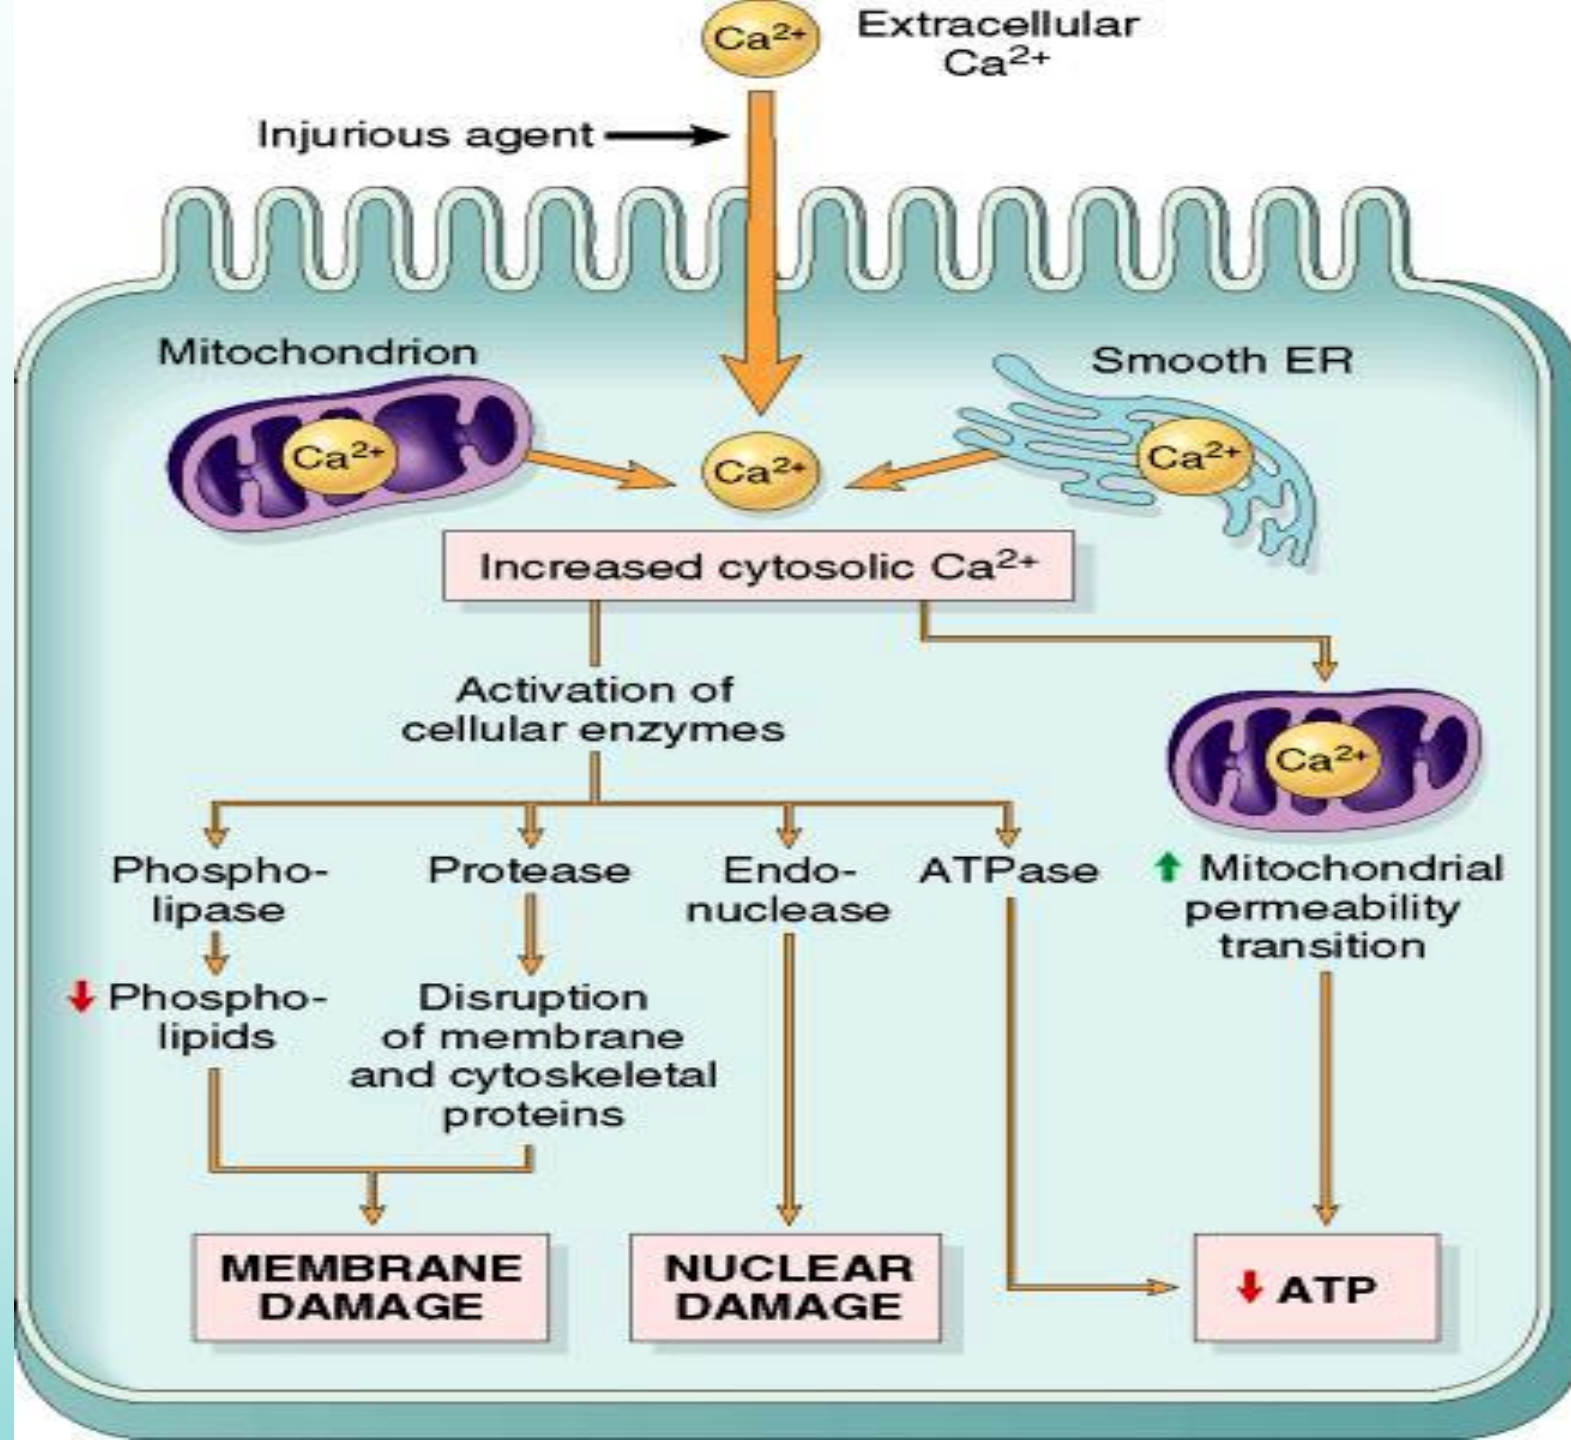 Ca²⁺
Extracellular
Ca²⁺
Injurious agent
Mitochondrion
Smooth ER
Ca²⁺
Ca²⁺
Ca²⁺
Increased cytosolic Ca²⁺
Activation of
cellular enzymes
Ca²⁺
Phospho-
lipase
Protease
Endo-
nuclease
ATPase
Mitochondrial
permeability
transition
Phospho-
lipids
Disruption
of membrane
and cytoskeletal
proteins
MEMBRANE
DAMAGE
NUCLEAR
DAMAGE
ATP